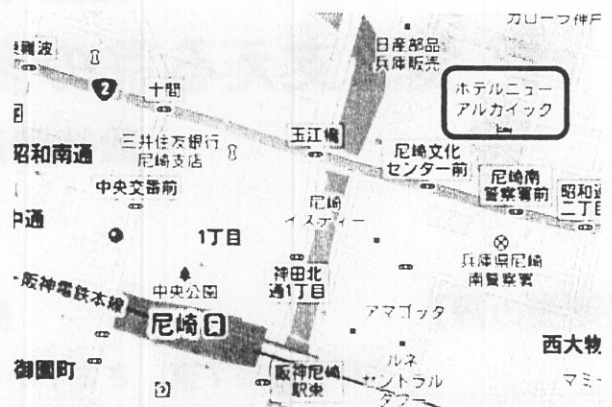 カローラ神戸
日産部品
兵庫販売
東難波
2
十間
ホテルニュー
アルカイック
三井住友銀行
尼崎支店
玉江橋
昭和南通
尼崎文化
センター前
尼崎南
警察署前
昭和通
二丁目
中央交番前
尼崎
イスティー
中通
1丁目
兵庫県尼崎
南警察署
神田北
通1丁目
阪神電鉄本線
中央公園
尼崎
アマゴッタ
西大物
御園町
阪神尼崎
駅東
ルネ
セントラル
タワー
マミー